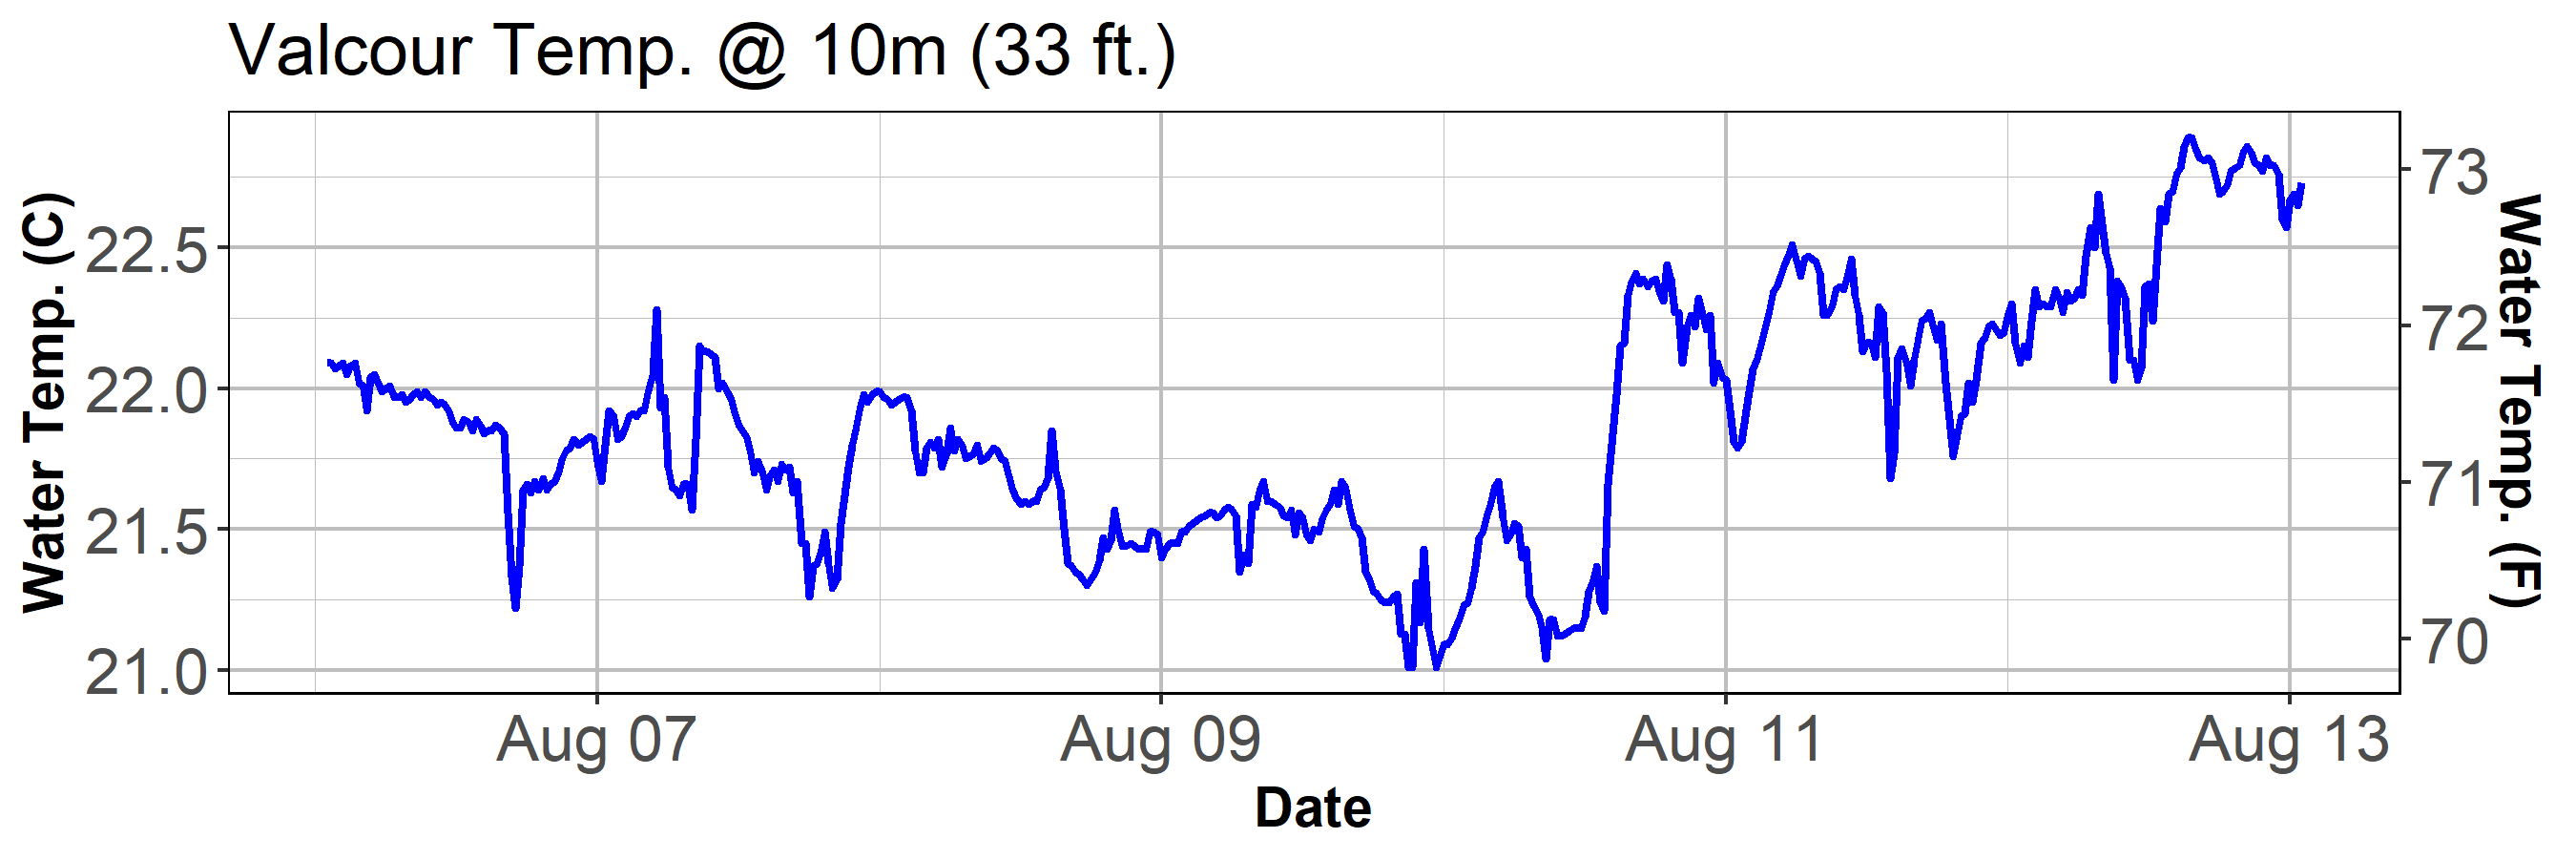 Valcour Temp. @ 10m (33 ft.)
Water Temp. (C)
22.5
22.0
21.5
21.0
73
72
71
70
Water Temp. (F)
Aug 07 Aug 09 Aug 11 Aug 13
Date